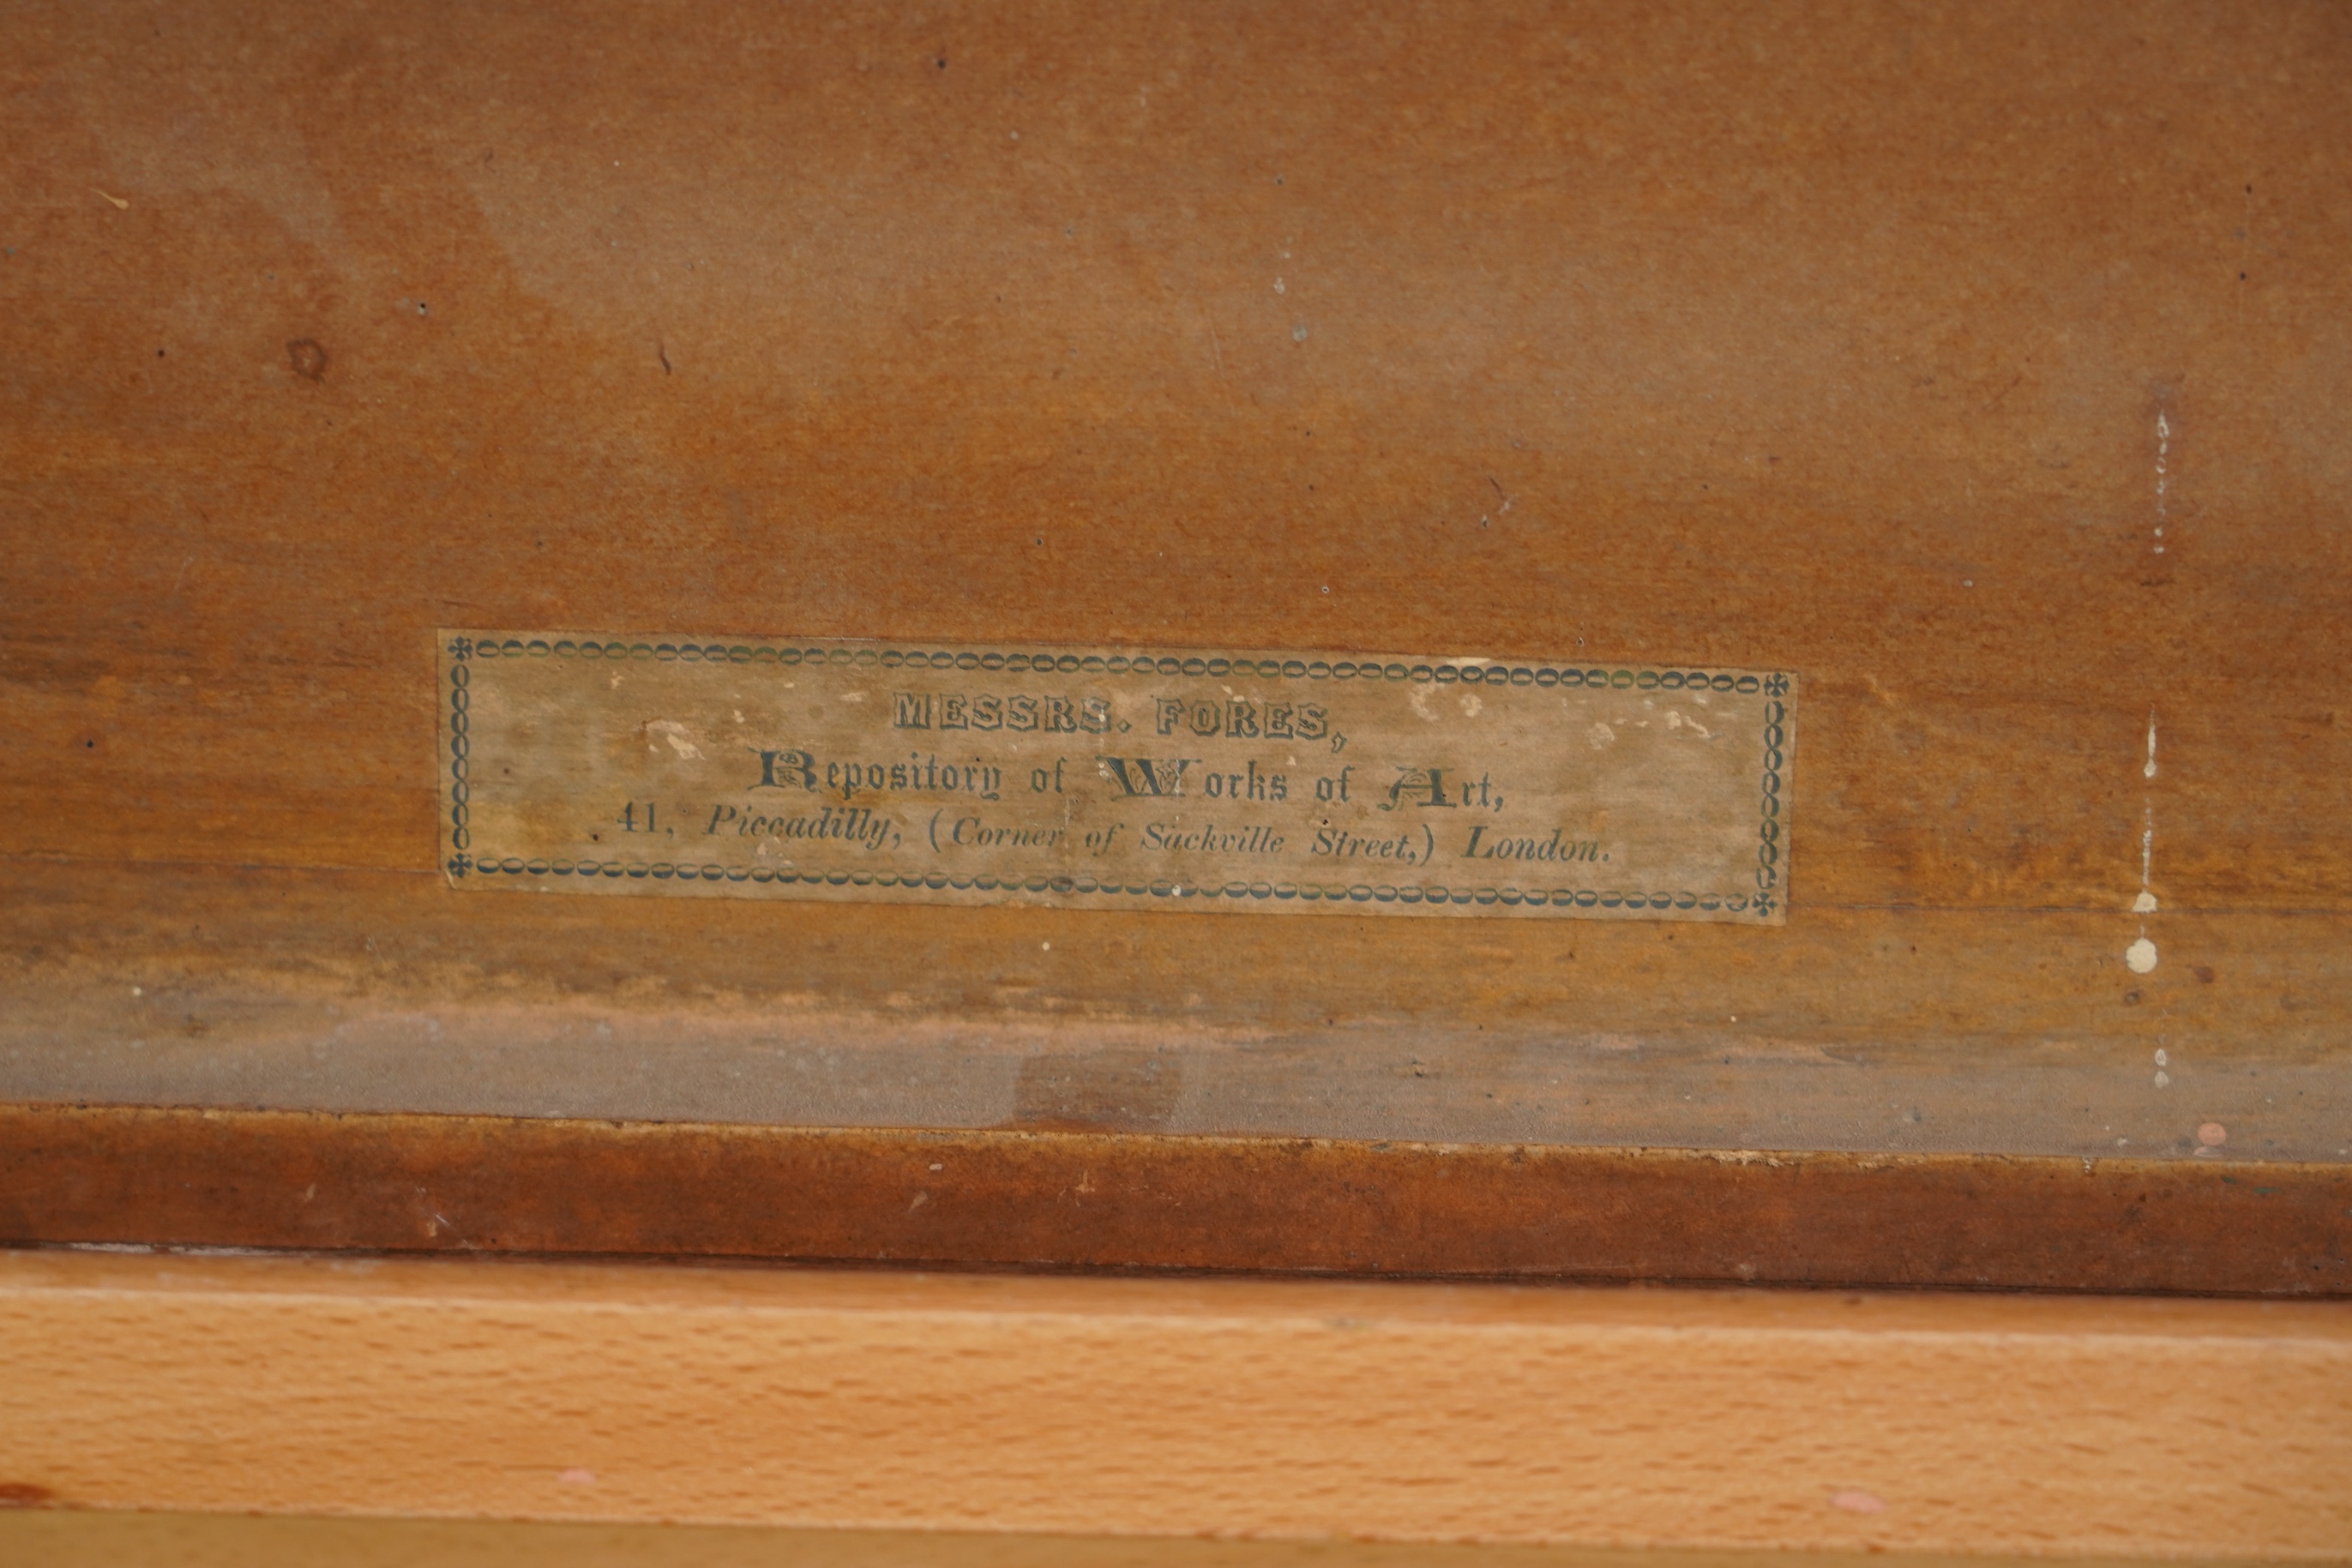 MESSRS. FORES,
Repository of Works of Art,
41, Piccadilly, (Corner of Sackville Street,) London.